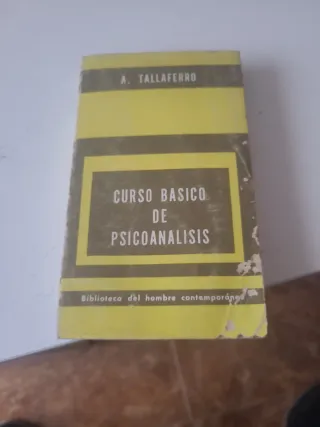 A. TALLAFERRO
CURSO BASICO
DE
PSICOANALISIS
Biblioteca del hombre contemporáneo